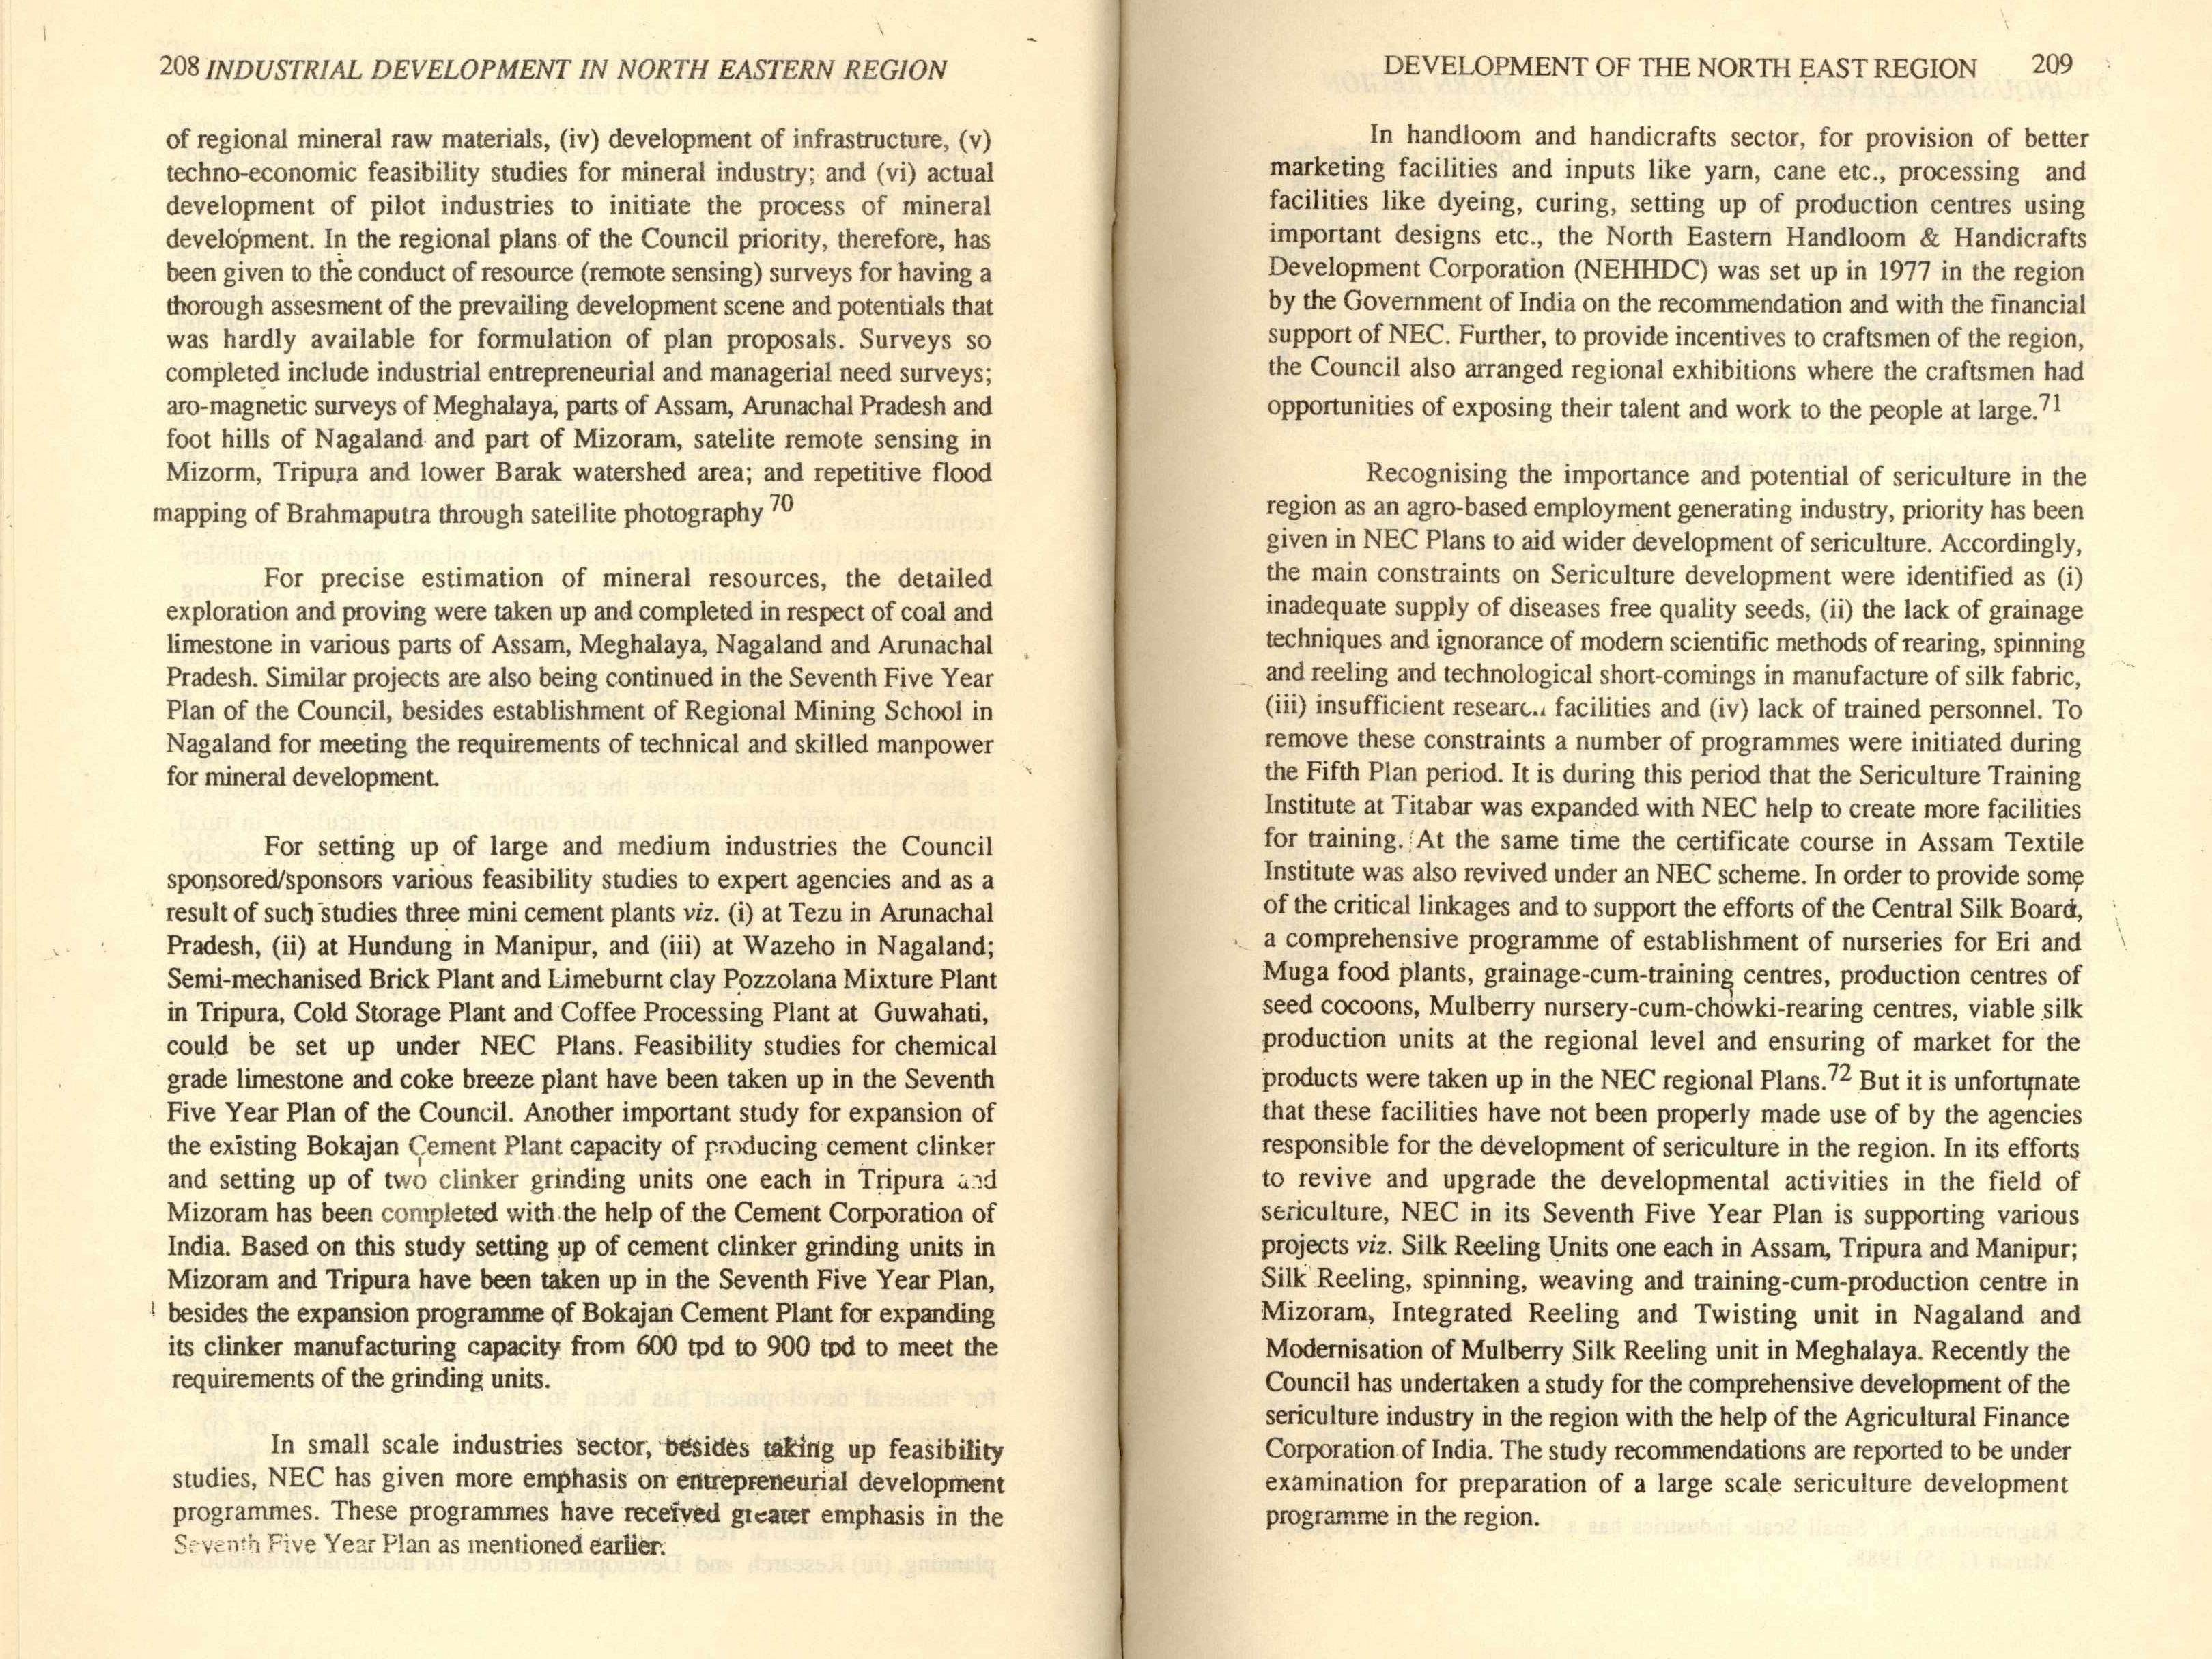 208 INDUSTRIAL DEVELOPMENT IN NORTH EASTERN REGION
of regional mineral raw materials, (iv) development of infrastructure, (v)
techno-economic feasibility studies for mineral industry; and (vi) actual
development of pilot industries to initiate the process of mineral
development. In the regional plans of the Council priority, therefore, has
been given to the conduct of resource (remote sensing) surveys for having a
thorough assesment of the prevailing development scene and potentials that
was hardly available for formulation of plan proposals. Surveys so
completed include industrial entrepreneurial and managerial need surveys;
aro-magnetic surveys of Meghalaya, parts of Assam, Arunachal Pradesh and
foot hills of Nagaland and part of Mizoram, satelite remote sensing in
Mizorm, Tripura and lower Barak watershed area; and repetitive flood
mapping of Brahmaputra through satellite photography 70
For precise estimation of mineral resources, the detailed
exploration and proving were taken up and completed in respect of coal and
limestone in various parts of Assam, Meghalaya, Nagaland and Arunachal
Pradesh. Similar projects are also being continued in the Seventh Five Year
Plan of the Council, besides establishment of Regional Mining School in
Nagaland for meeting the requirements of technical and skilled manpower
for mineral development.
For setting up of large and medium industries the Council
sponsored/sponsors various feasibility studies to expert agencies and as a
result of such studies three mini cement plants viz. (i) at Tezu in Arunachal
Pradesh, (ii) at Hundung in Manipur, and (iii) at Wazeho in Nagaland;
Semi-mechanised Brick Plant and Limeburnt clay Pozzolana Mixture Plant
in Tripura, Cold Storage Plant and Coffee Processing Plant at Guwahati,
could be set up under NEC Plans. Feasibility studies for chemical
grade limestone and coke breeze plant have been taken up in the Seventh
Five Year Plan of the Council. Another important study for expansion of
the existing Bokajan Cement Plant capacity of producing cement clinker
and setting up of two clinker grinding units one each in Tripura and
Mizoram has been completed with the help of the Cement Corporation of
India. Based on this study setting up of cement clinker grinding units in
Mizoram and Tripura have been taken up in the Seventh Five Year Plan,
besides the expansion programme of Bokajan Cement Plant for expanding
its clinker manufacturing capacity from 600 tpd to 900 tpd to meet the
requirements of the grinding units.
In small scale industries sector, besides taking up feasibility
studies, NEC has given more emphasis on entrepreneurial development
programmes. These programmes have received greater emphasis in the
Seventh Five Year Plan as mentioned earlier.
DEVELOPMENT OF THE NORTH EAST REGION 209
In handloom and handicrafts sector, for provision of better
marketing facilities and inputs like yarn, cane etc., processing and
facilities like dyeing, curing, setting up of production centres using
important designs etc., the North Eastern Handloom & Handicrafts
Development Corporation (NEHHDC) was set up in 1977 in the region
by the Government of India on the recommendation and with the financial
support of NEC. Further, to provide incentives to craftsmen of the region,
the Council also arranged regional exhibitions where the craftsmen had
opportunities of exposing their talent and work to the people at large.71
Recognising the importance and potential of sericulture in the
region as an agro-based employment generating industry, priority has been
given in NEC Plans to aid wider development of sericulture. Accordingly,
the main constraints on Sericulture development were identified as (i)
inadequate supply of diseases free quality seeds, (ii) the lack of grainage
techniques and ignorance of modern scientific methods of rearing, spinning
and reeling and technological short-comings in manufacture of silk fabric,
(iii) insufficient research facilities and (iv) lack of trained personnel. To
remove these constraints a number of programmes were initiated during
the Fifth Plan period. It is during this period that the Sericulture Training
Institute at Titabar was expanded with NEC help to create more facilities
for training. At the same time the certificate course in Assam Textile
Institute was also revived under an NEC scheme. In order to provide some
of the critical linkages and to support the efforts of the Central Silk Board,
a comprehensive programme of establishment of nurseries for Eri and
Muga food plants, grainage-cum-training centres, production centres of
seed cocoons, Mulberry nursery-cum-chowki-rearing centres, viable silk
production units at the regional level and ensuring of market for the
products were taken up in the NEC regional Plans.72 But it is unfortunate
that these facilities have not been properly made use of by the agencies
responsible for the development of sericulture in the region. In its efforts
to revive and upgrade the developmental activities in the field of
sericulture, NEC in its Seventh Five Year Plan is supporting various
projects viz. Silk Reeling Units one each in Assam, Tripura and Manipur;
Silk Reeling, spinning, weaving and training-cum-production centre in
Mizoram, Integrated Reeling and Twisting unit in Nagaland and
Modernisation of Mulberry Silk Reeling unit in Meghalaya. Recently the
Council has undertaken a study for the comprehensive development of the
sericulture industry in the region with the help of the Agricultural Finance
Corporation of India. The study recommendations are reported to be under
examination for preparation of a large scale sericulture development
programme in the region.